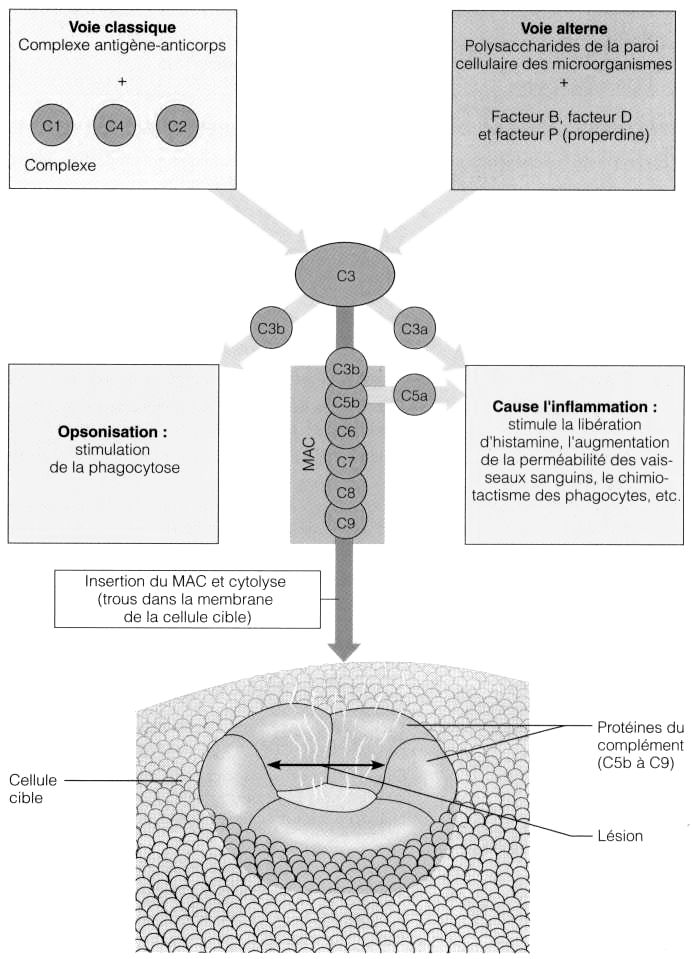 Voie classique
Complexe antigène-anticorps
+
C1 C4 C2
Complexe
Voie alterne
Polysaccharides de la paroi
cellulaire des microorganismes
+
Facteur B, facteur D
et facteur P (properdine)
C3
C3b
C3a
Opsonisation :
stimulation
de la phagocytose
MAC
C3b
C5b
C6
C7
C8
C9
C5a
Cause l'inflammation :
stimule la libération
d'histamine, l'augmentation
de la perméabilité des vais-
seaux sanguins, le chimio-
tactisme des phagocytes, etc.
Insertion du MAC et cytolyse
(trous dans la membrane
de la cellule cible)
Cellule
cible
Protéines du
complément
(C5b à C9)
Lésion